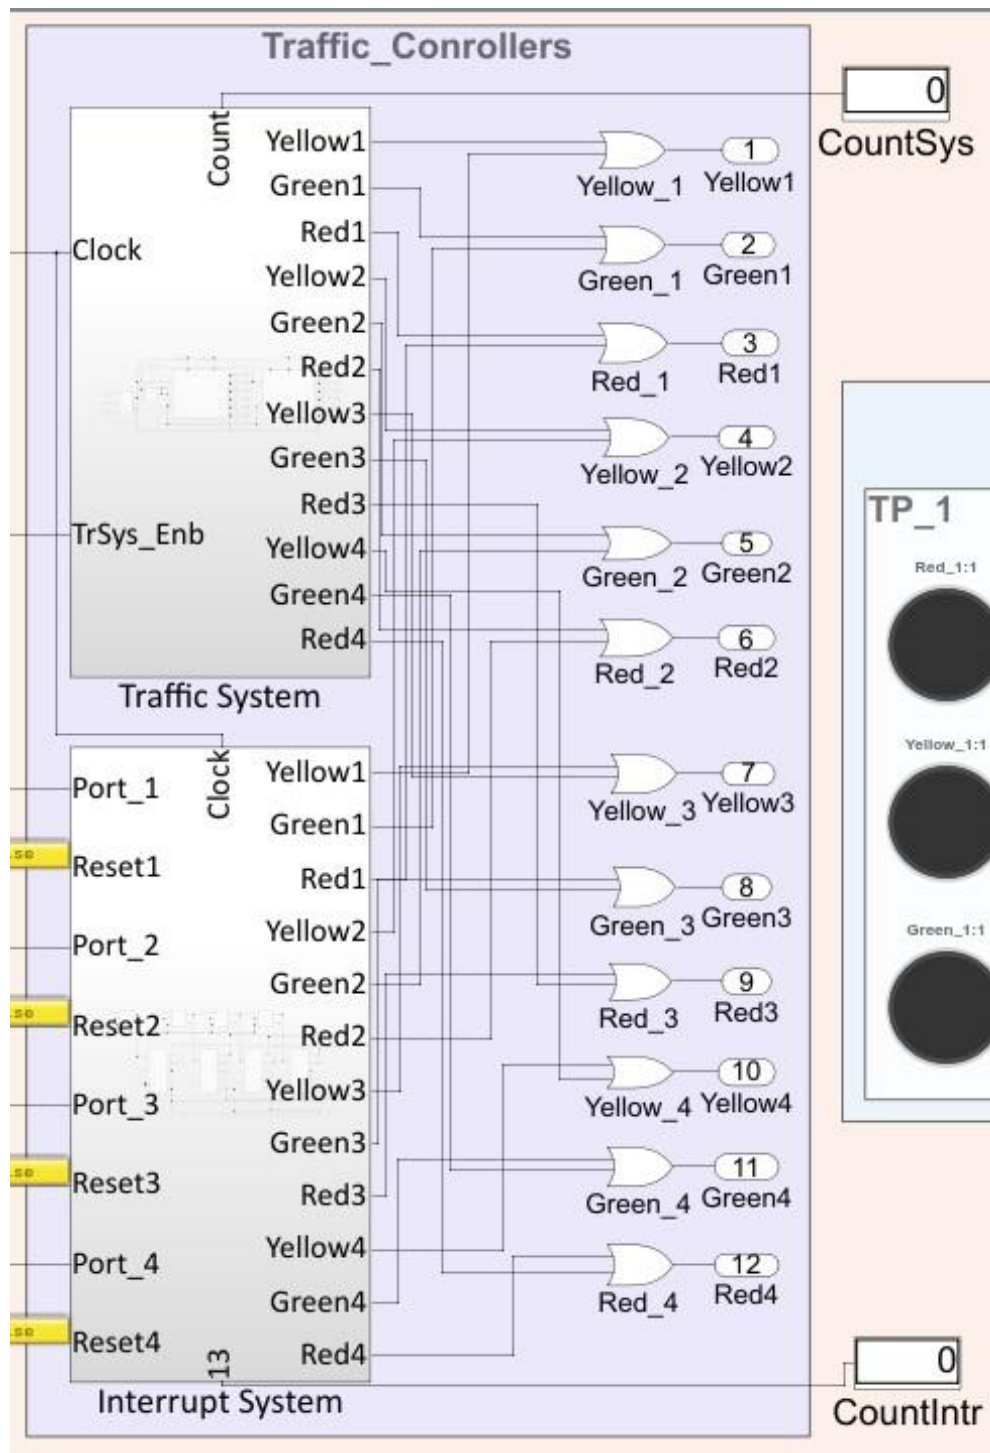 Traffic_Conrollers
0
CountSys
Count
Clock
TrSys_Enb
Yellow1
Green1
Red1
Yellow2
Green2
Red2
Yellow3
Green3
Red3
Yellow4
Green4
Red4
Traffic System
Clock
Port_1
Reset1
Port_2
Reset2
Port_3
Reset3
Port_4
Reset4
13
Yellow1
Green1
Red1
Yellow2
Green2
Red2
Yellow3
Green3
Red3
Yellow4
Green4
Red4
Interrupt System
Yellow_1
1
Yellow1
Green_1
2
Green1
Red_1
3
Red1
Yellow_2
4
Yellow2
Green_2
5
Green2
Red_2
6
Red2
Yellow_3
7
Yellow3
Green_3
8
Green3
Red_3
9
Red3
Yellow_4
10
Yellow4
Green_4
11
Green4
Red_4
12
Red4
TP_1
Red_1:1
Yellow_1:1
Green_1:1
0
CountIntr